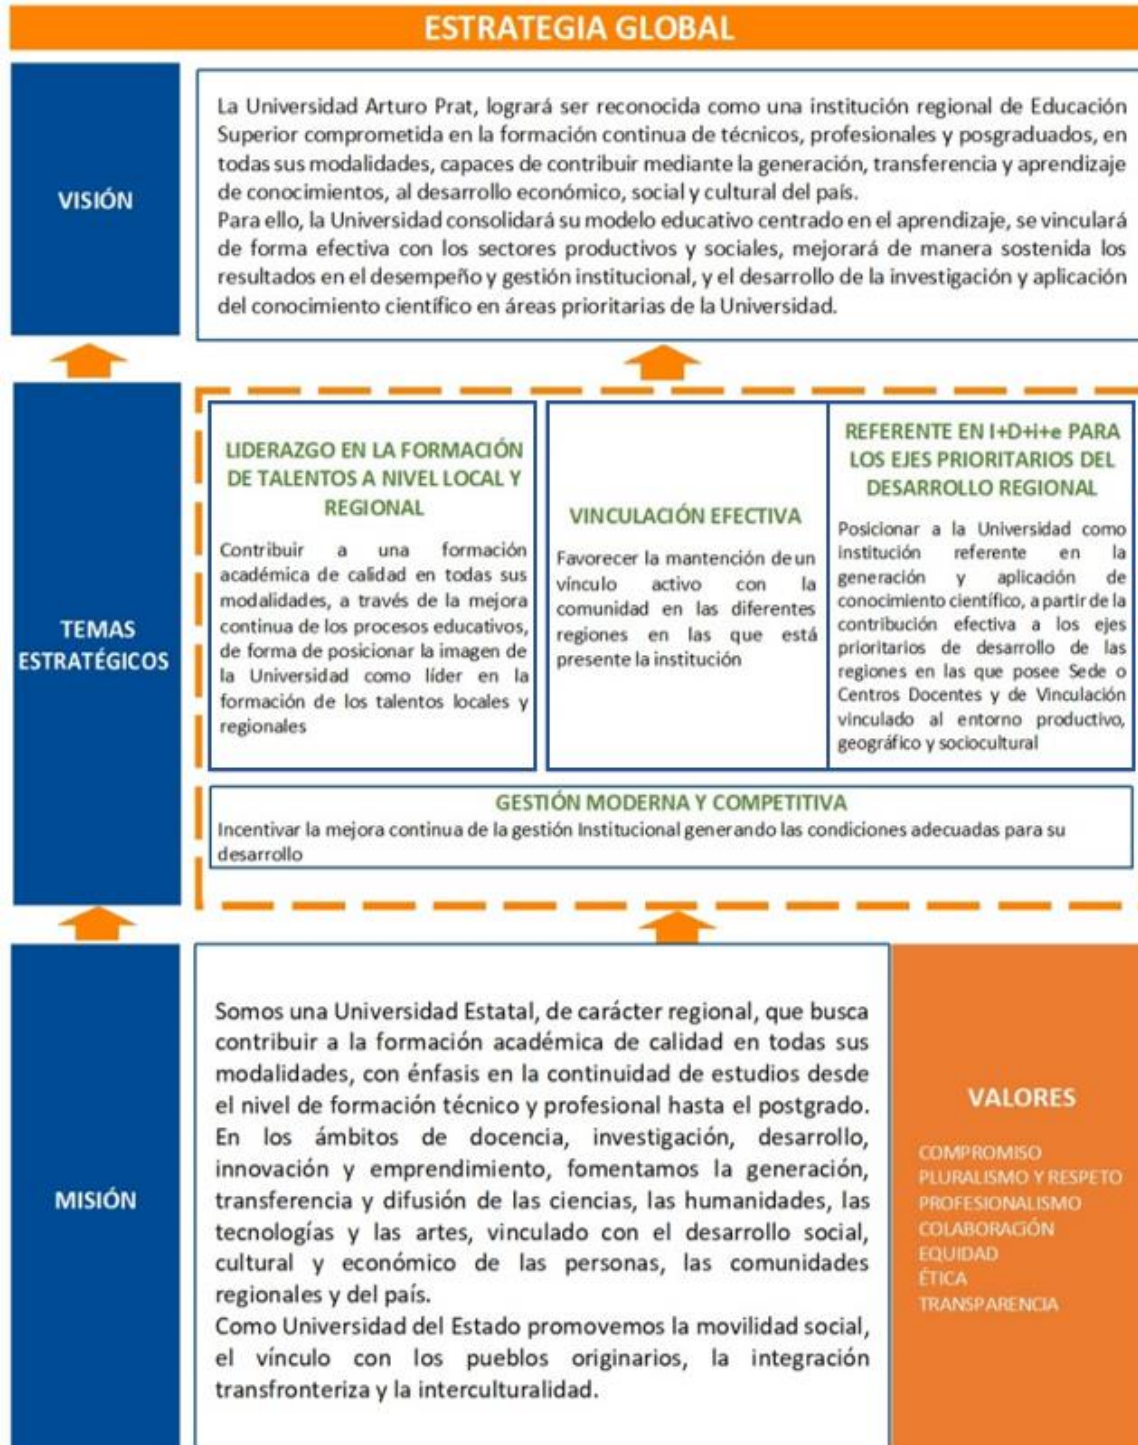 ESTRATEGIA GLOBAL
VISIÓN
La Universidad Arturo Prat, logrará ser reconocida como una institución regional de Educación
Superior comprometida en la formación continua de técnicos, profesionales y posgraduados, en
todas sus modalidades, capaces de contribuir mediante la generación, transferencia y aprendizaje
de conocimientos, al desarrollo económico, social y cultural del país.
Para ello, la Universidad consolidará su modelo educativo centrado en el aprendizaje, se vinculará
de forma efectiva con los sectores productivos y sociales, mejorará de manera sostenida los
resultados en el desempeño y gestión institucional, y el desarrollo de la investigación y aplicación
del conocimiento científico en áreas prioritarias de la Universidad.
TEMAS
ESTRATÉGICOS
LIDERAZGO EN LA FORMACIÓN
DE TALENTOS A NIVEL LOCAL Y
REGIONAL
Contribuir a una formación
académica de calidad en todas sus
modalidades, a través de la mejora
continua de los procesos educativos,
de forma de posicionar la imagen de
la Universidad como líder en la
formación de los talentos locales y
regionales
VINCULACIÓN EFECTIVA
Favorecer la mantención de un
vínculo activo con la
comunidad en las diferentes
regiones en las que está
presente la institución
REFERENTE EN I+D+i+e PARA
LOS EJES PRIORITARIOS DEL
DESARROLLO REGIONAL
Posicionar a la Universidad como
institución referente en la
generación y aplicación de
conocimiento científico, a partir de la
contribución efectiva a los ejes
prioritarios de desarrollo de las
regiones en las que posee Sede o
Centros Docentes y de Vinculación
vinculado al entorno productivo,
geográfico y sociocultural
GESTIÓN MODERNA Y COMPETITIVA
Incentivar la mejora continua de la gestión Institucional generando las condiciones adecuadas para su
desarrollo
MISIÓN
Somos una Universidad Estatal, de carácter regional, que busca
contribuir a la formación académica de calidad en todas sus
modalidades, con énfasis en la continuidad de estudios desde
el nivel de formación técnico y profesional hasta el postgrado.
En los ámbitos de docencia, investigación, desarrollo,
innovación y emprendimiento, fomentamos la generación,
transferencia y difusión de las ciencias, las humanidades, las
tecnologías y las artes, vinculado con el desarrollo social,
cultural y económico de las personas, las comunidades
regionales y del país.
Como Universidad del Estado promovemos la movilidad social,
el vínculo con los pueblos originarios, la integración
transfronteriza y la interculturalidad.
VALORES
COMPROMISO
PLURALISMO Y RESPETO
PROFESIONALISMO
COLABORACIÓN
EQUIDAD
ÉTICA
TRANSPARENCIA